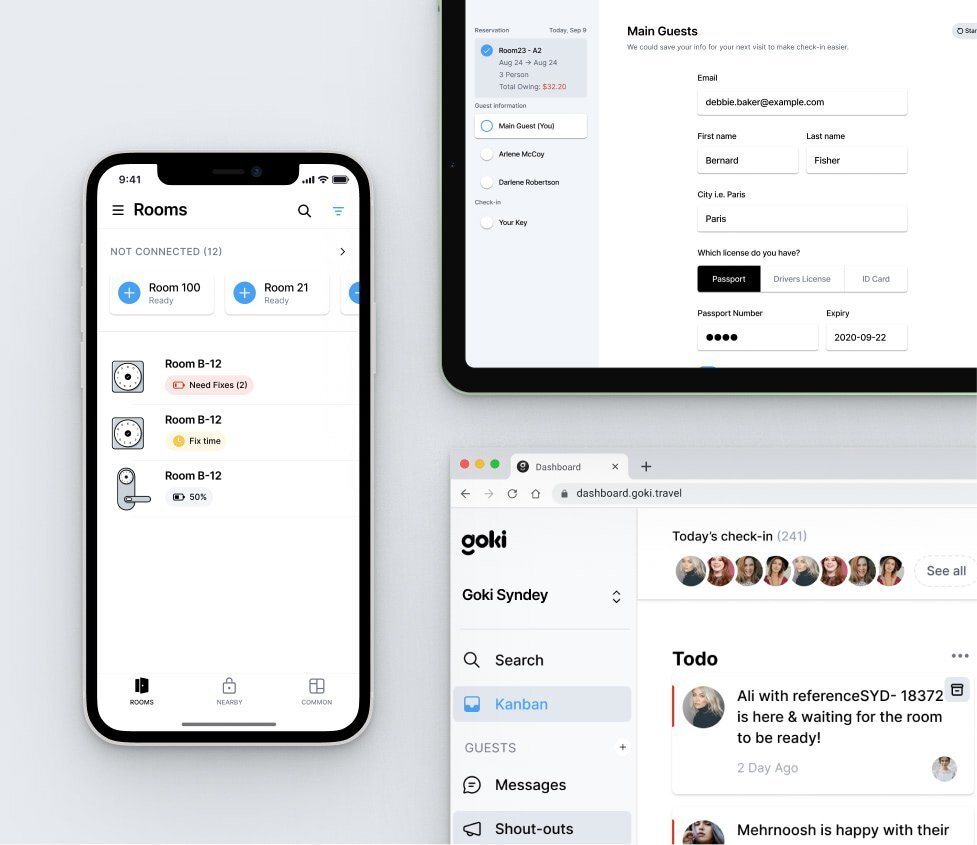 9:41
Rooms
NOT CONNECTED (12)
Room 100
Ready
Room 21
Ready
Room B-12
Need Fixes (2)
Room B-12
Fix time
Room B-12
50%
ROOMS
NEARBY
COMMON
Reservation
Today, Sep 9
Room23 - A2
Aug 24 → Aug 24
3 Person
Total Owing: $32.20
Guest information
Main Guest (You)
Arlene McCoy
Darlene Robertson
Check-in
Your Key
Main Guests
We could save your info for your next visit to make check-in easier.
Email
debbie.baker@example.com
First name
Last name
Bernard
Fisher
City i.e. Paris
Paris
Which license do you have?
Passport
Drivers License
ID Card
Passport Number
Expiry
2020-09-22
Dashboard
dashboard.goki.travel
goki
Goki Syndey
Search
Kanban
GUESTS
Messages
Shout-outs
Today's check-in (241)
See all
Todo
Ali with referenceSYD- 18372
is here & waiting for the room
to be ready!
2 Day Ago
Mehrnoosh is happy with their